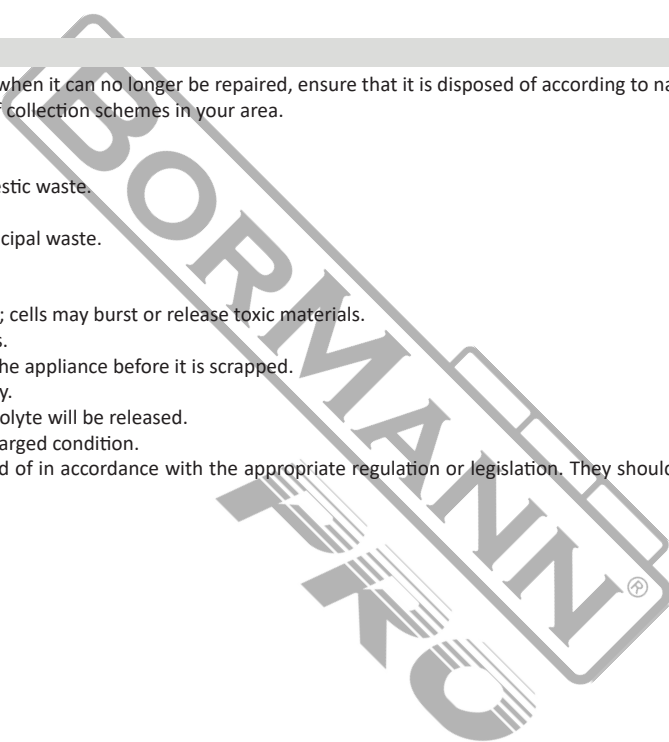 when it can no longer be repaired, ensure that it is disposed of according to na
collection schemes in your area.
estic waste.
cipal waste.
; cells may burst or release toxic materials.
s.
he appliance before it is scrapped.
y.
olyte will be released.
arged condition.
d of in accordance with the appropriate regulation or legislation. They should
BORMANN®
PRO